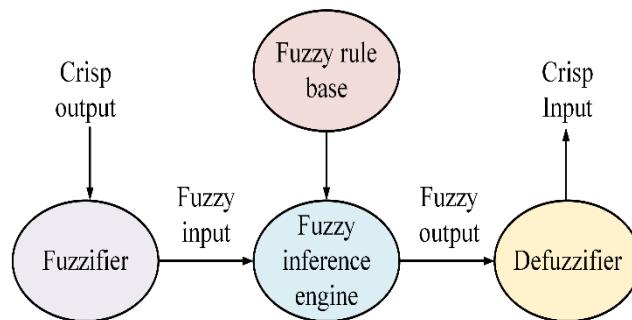 Crisp
output
Fuzzy rule
base
Crisp
Input
Fuzzy
input
Fuzzy
output
Fuzzifier
Fuzzy
inference
engine
Defuzzifier